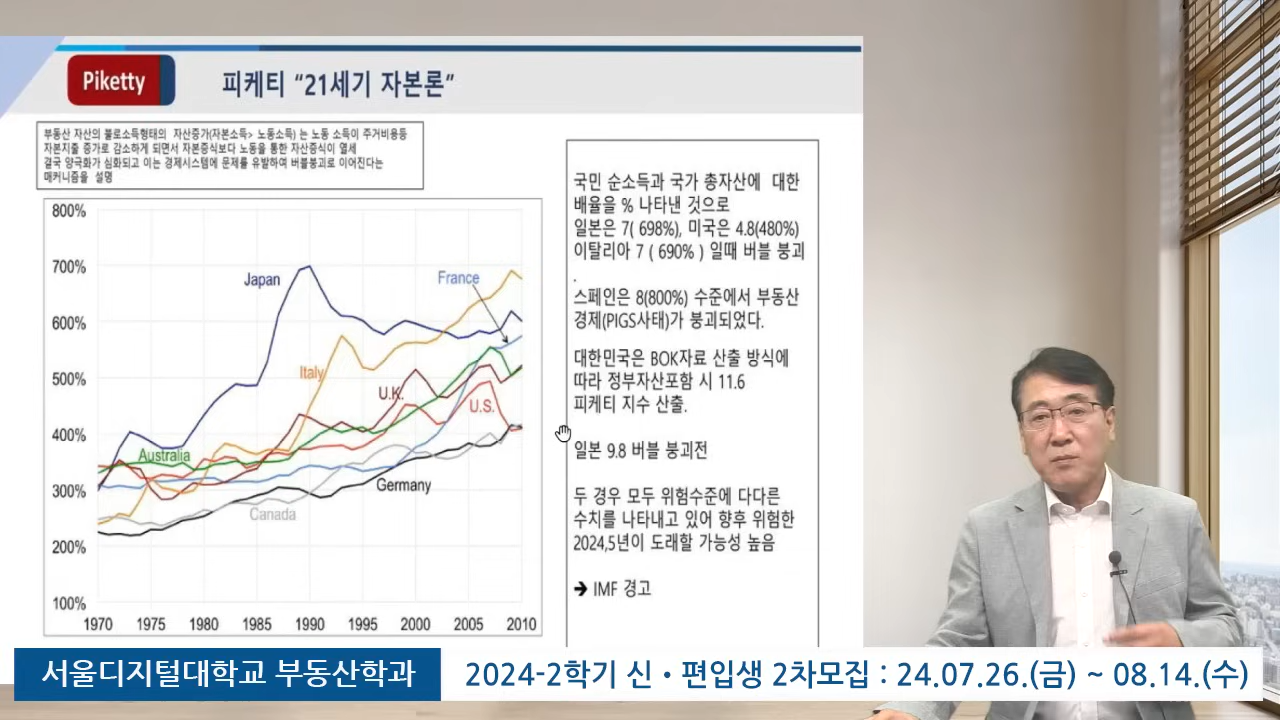 Piketty
피케티 “21세기 자본론”
부동산 자산의 불로소득형태의 자산증가(자본소득> 노동소득) 는 노동 소득이 주거비용등
자본지출 증가로 감소하게 되면서 자본증식보다 노동을 통한 자산증식이 열세
결국 양극화가 심화되고 이는 경제시스템에 문제를 유발하여 버블붕괴로 이어진다는
매커니즘을 설명
800%
700%
600%
500%
400%
300%
200%
100%
Japan
France
Italy
U.K.
U.S.
Australia
Germany
Canada
1970 1975 1980 1985 1990 1995 2000 2005 2010
국민 순소득과 국가 총자산에 대한
배율을 % 나타낸 것으로
일본은 7( 698%), 미국은 4.8(480%)
이탈리아 7 ( 690% ) 일때 버블 붕괴
.
스페인은 8(800%) 수준에서 부동산
경제(PIGS사태)가 붕괴되었다.
대한민국은 BOK자료 산출 방식에
따라 정부자산포함 시 11.6
피케티 지수 산출.
일본 9.8 버블 붕괴전
두 경우 모두 위험수준에 다다른
수치를 나타내고 있어 향후 위험한
2024,5년이 도래할 가능성 높음
➔ IMF 경고
서울디지털대학교 부동산학과
2024-2학기 신・편입생 2차모집 : 24.07.26.(금) ~ 08.14.(수)